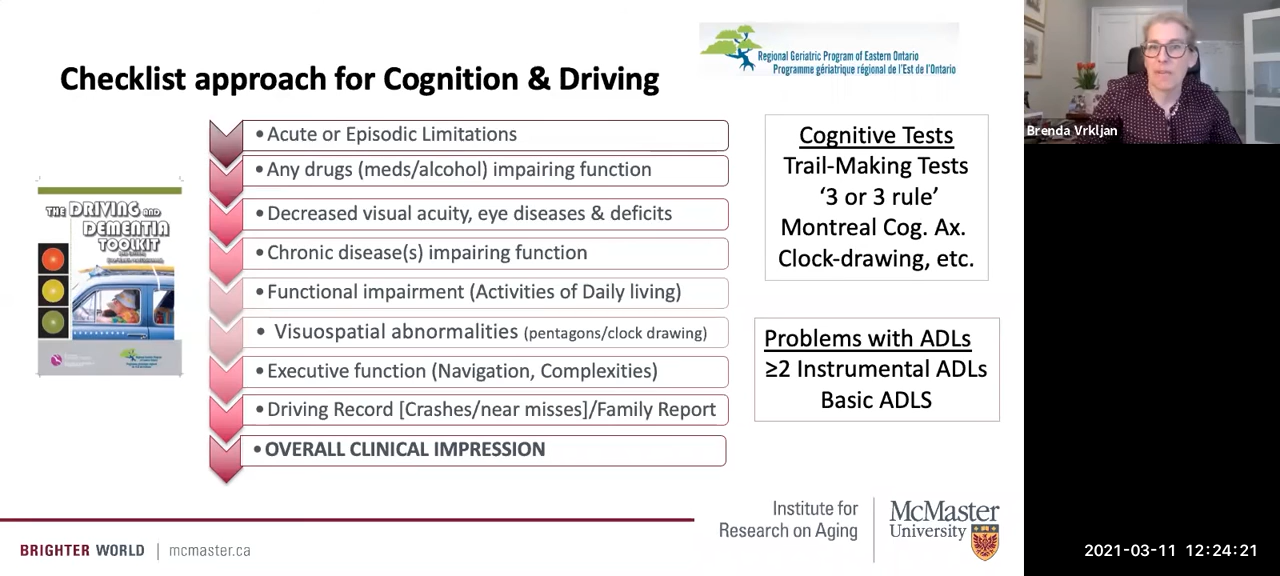 Checklist approach for Cognition & Driving
Regional Geriatric Program of Eastern Ontario
Programme gériatrique régional de l'Est de l'Ontario
• Acute or Episodic Limitations
• Any drugs (meds/alcohol) impairing function
• Decreased visual acuity, eye diseases & deficits
• Chronic disease(s) impairing function
• Functional impairment (Activities of Daily living)
• Visuospatial abnormalities (pentagons/clock drawing)
• Executive function (Navigation, Complexities)
• Driving Record [Crashes/near misses]/Family Report
• OVERALL CLINICAL IMPRESSION
THE DRIVING AND
DEMENTIA
TOOLKIT
Cognitive Tests
Trail-Making Tests
‘3 or 3 rule’
Montreal Cog. Ax.
Clock-drawing, etc.
Problems with ADLs
≥2 Instrumental ADLs
Basic ADLS
Brenda Vrkljan
Institute for
Research on Aging
McMaster
University
BRIGHTER WORLD | mcmaster.ca
2021-03-11 12:24:21